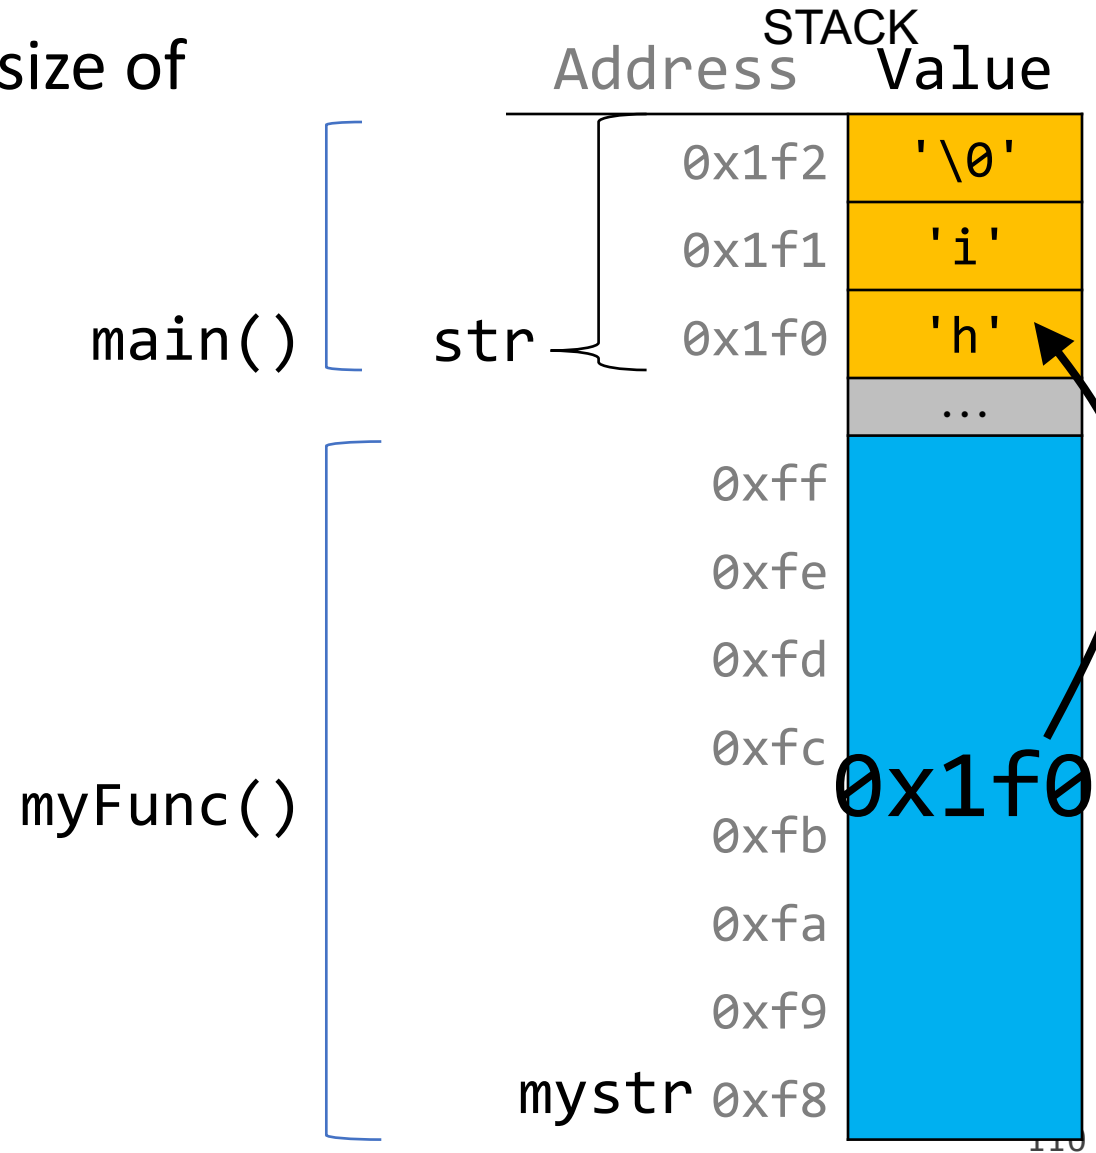 size of
STACK
Address Value
0x1f2 '\0'
0x1f1 'i'
main() str 0x1f0 'h'
...
0xff
0xfe
0xfd
0xfc
0x1f0
myFunc()
0xfb
0xfa
0xf9
mystr 0xf8
110